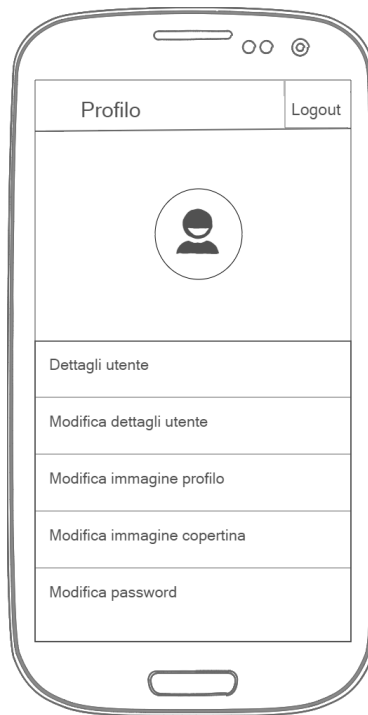 Profilo
Logout
Dettagli utente
Modifica dettagli utente
Modifica immagine profilo
Modifica immagine copertina
Modifica password